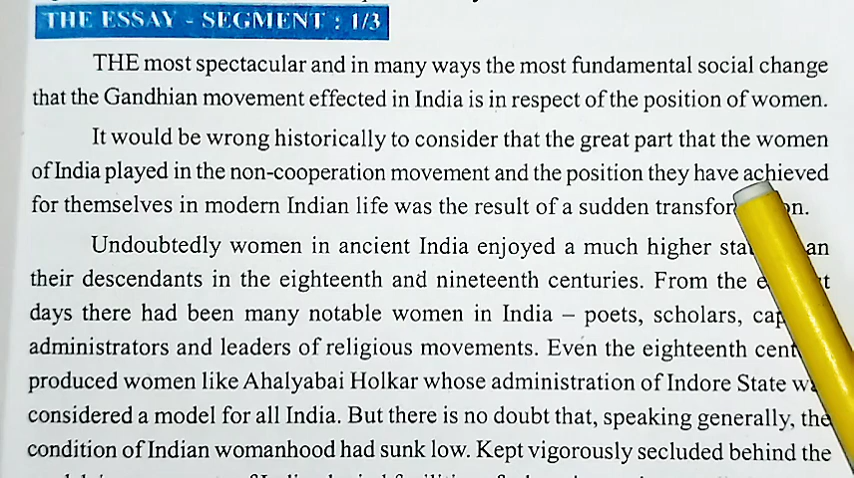 THE ESSAY - SEGMENT : 1/3
THE most spectacular and in many ways the most fundamental social change
that the Gandhian movement effected in India is in respect of the position of women.
It would be wrong historically to consider that the great part that the women
of India played in the non-cooperation movement and the position they have achieved
for themselves in modern Indian life was the result of a sudden
Undoubtedly women in ancient India enjoyed a much higher
their descendants in the eighteenth and nineteenth centuries. From the
days there had been many notable women in India – poets, scholars,
administrators and leaders of religious movements. Even the eighteenth
produced women like Ahalyabai Holkar whose administration of Indore State
considered a model for all India. But there is no doubt that, speaking generally, the
condition of Indian womanhood had sunk low. Kept vigorously secluded behind the